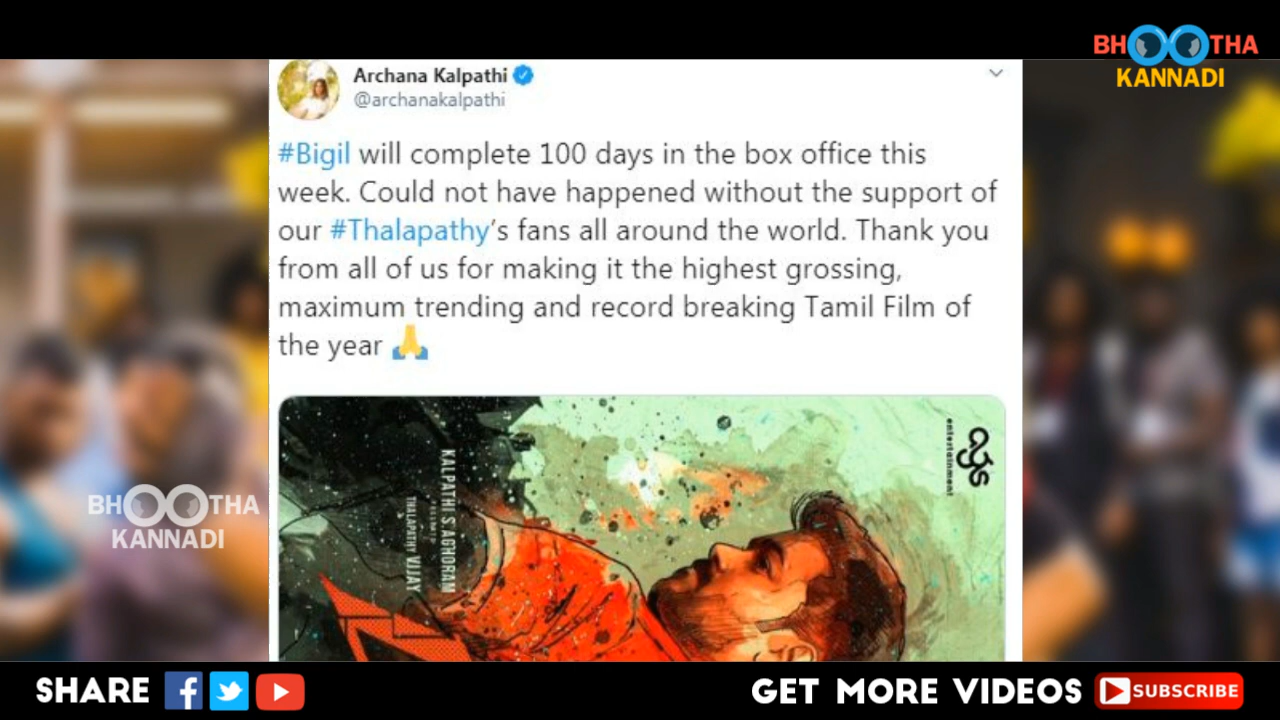 BHOOTHA
KANNADI
Archana Kalpathi
@archanakalpathi
#Bigil will complete 100 days in the box office this
week. Could not have happened without the support of
our #Thalapathy's fans all around the world. Thank you
from all of us for making it the highest grossing,
maximum trending and record breaking Tamil Film of
the year 🙏
ags
entertainment
KALPATHI S.AGHORAM
PRESENTS
THALAPATHY VIJAY
BHOOTHA
KANNADI
SHARE
GET MORE VIDEOS
SUBSCRIBE